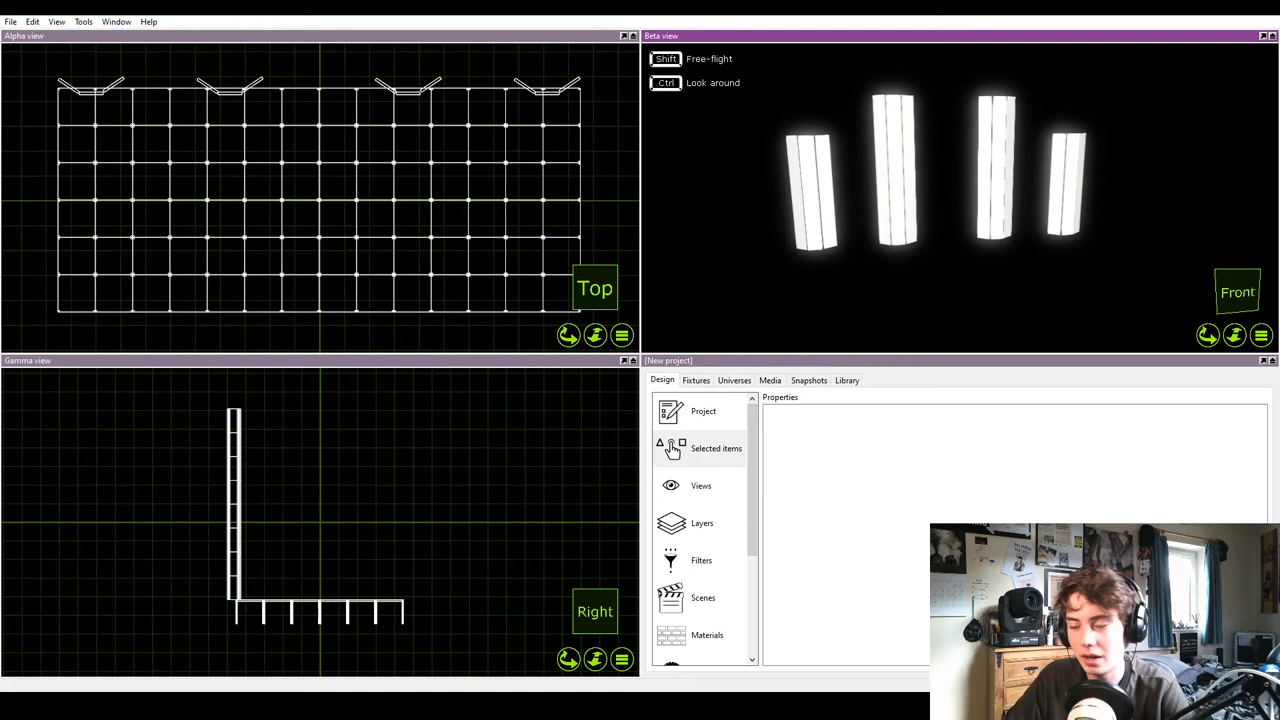 File Edit View Tools Window Help
Alpha view
Beta view
Shift Free-flight
Ctrl Look around
Top
Front
Gamma view
[New project]
Design Fixtures Universes Media Snapshots Library
Project
Properties
Selected items
Views
Layers
Filters
Scenes
Materials
Right